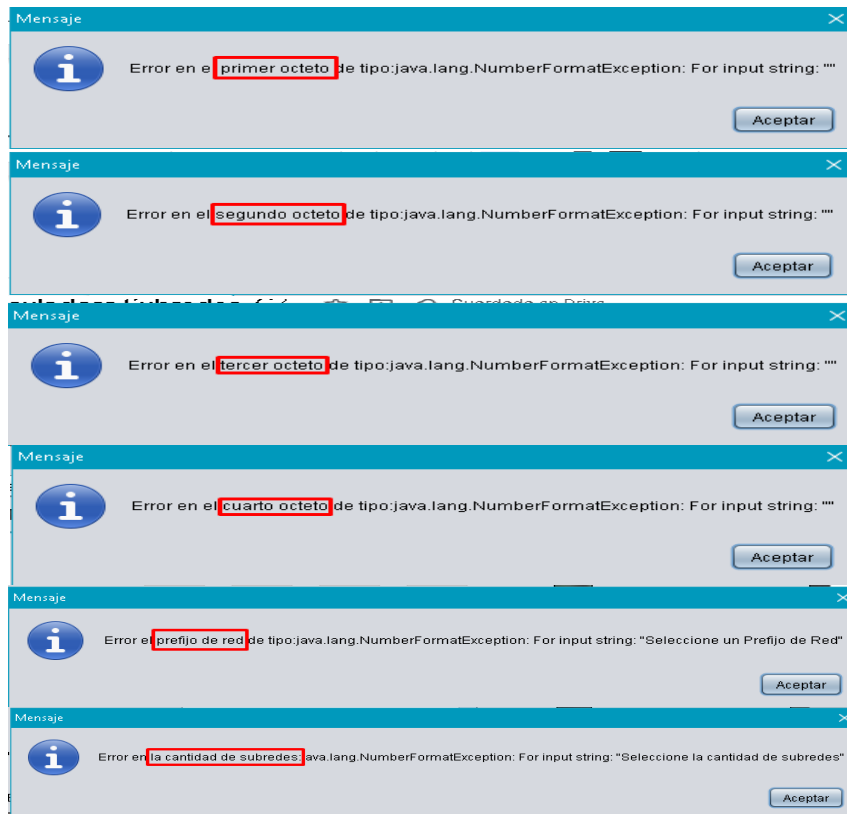 Mensaje
Error en el primer octeto de tipo:java.lang.NumberFormatException: For input string: ""
Aceptar
Mensaje
Error en el segundo octeto de tipo:java.lang.NumberFormatException: For input string: ""
Aceptar
Guardado en Drive
Mensaje
Error en el tercer octeto de tipo:java.lang.NumberFormatException: For input string: ""
Aceptar
Mensaje
Error en el cuarto octeto de tipo:java.lang.NumberFormatException: For input string: ""
Aceptar
Mensaje
Error el prefijo de red de tipo:java.lang.NumberFormatException: For input string: "Seleccione un Prefijo de Red"
Aceptar
Mensaje
Error en la cantidad de subredes: ava.lang.NumberFormatException: For input string: "Seleccione la cantidad de subredes"
Aceptar